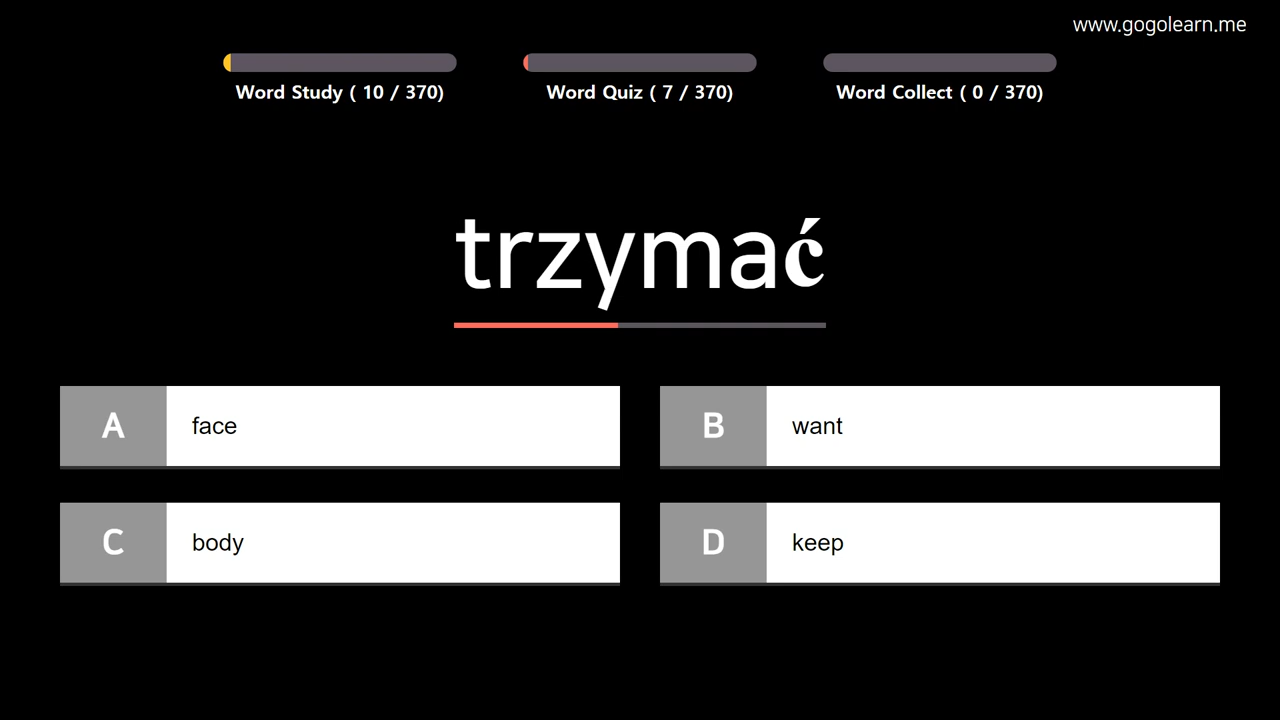 www.gogolearn.me
Word Study ( 10 / 370)
Word Quiz ( 7 / 370)
Word Collect ( 0 / 370)
trzymać
A face
B want
C body
D keep